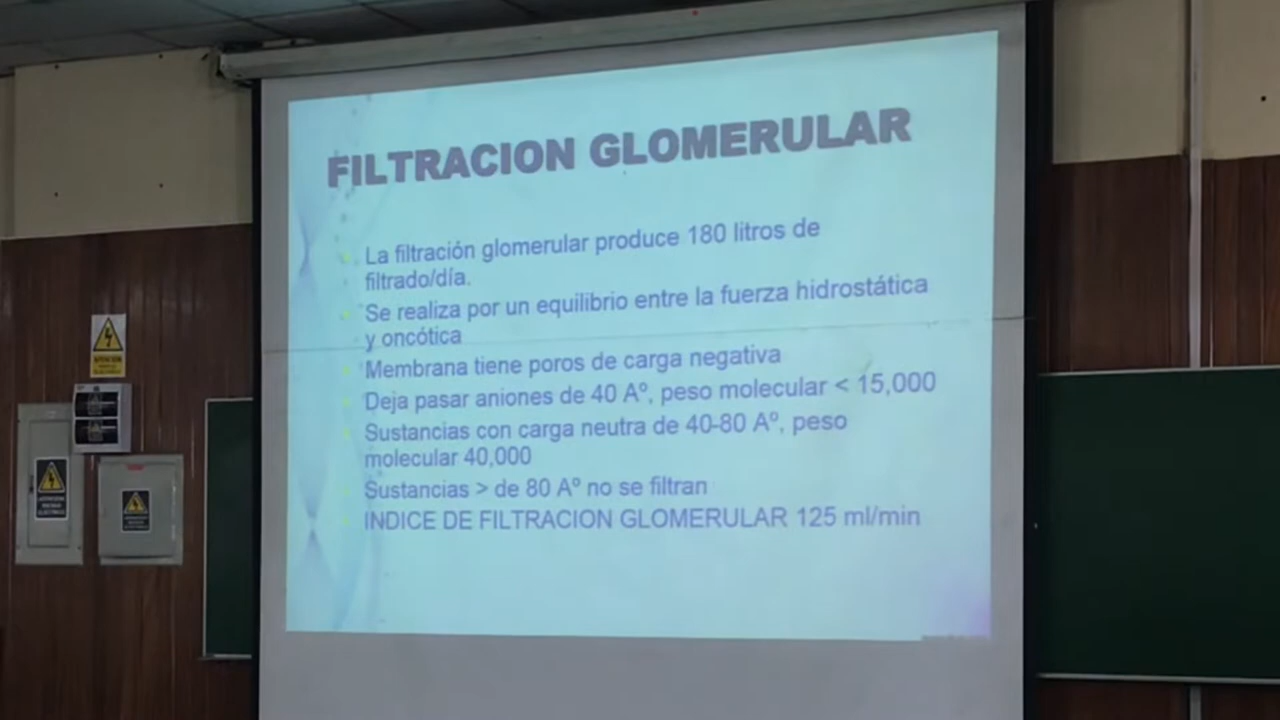 FILTRACION GLOMERULAR
La filtración glomerular produce 180 litros de
filtrado/día.
Se realiza por un equilibrio entre la fuerza hidrostática
y oncótica
Membrana tiene poros de carga negativa
Deja pasar aniones de 40 Aº, peso molecular < 15,000
Sustancias con carga neutra de 40-80 Aº, peso
molecular 40,000
Sustancias > de 80 Aº no se filtran
INDICE DE FILTRACION GLOMERULAR 125 ml/min